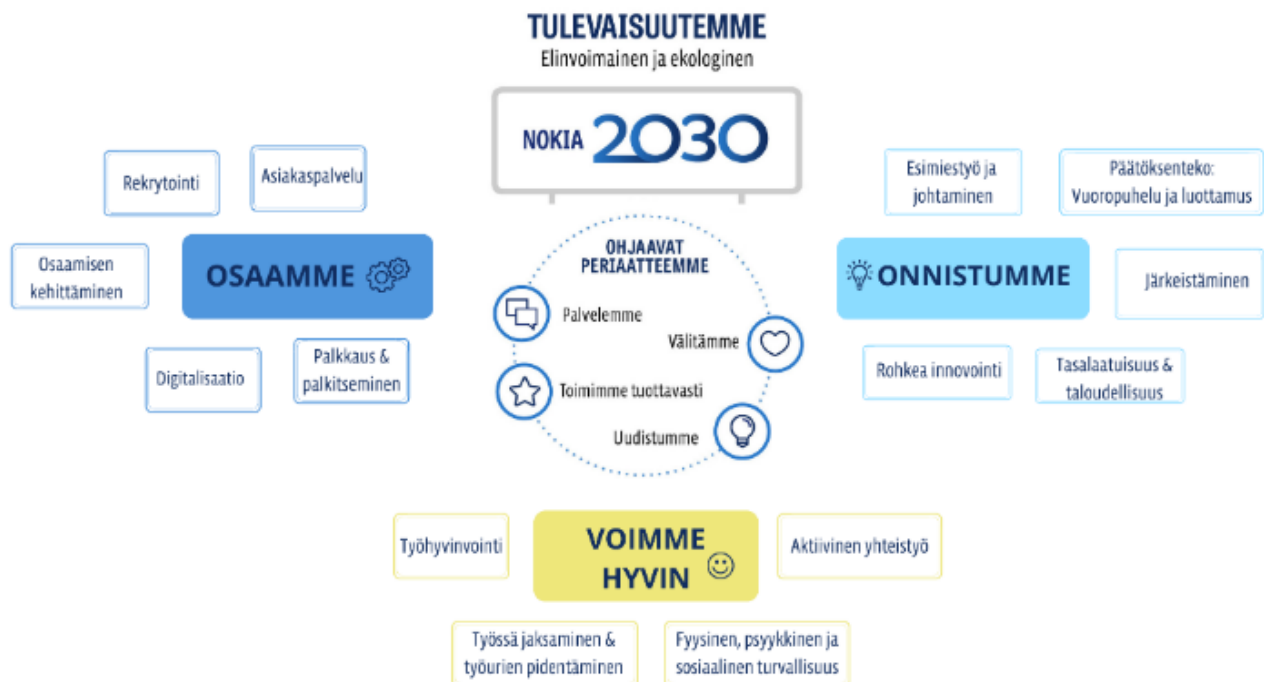 TULEVAISUUTEMME
Elinvoimainen ja ekologinen
NOKIA 2030
Rekrytointi
Asiakaspalvelu
Osaamisen
kehittäminen
OSAAMME
Digitalisaatio
Palkkaus &
palkitseminen
OHJAAVAT
PERIAATTEEMME
Palvelemme
Välitämme
Toimimme tuottavasti
Uudistumme
Esimiestyö ja
johtaminen
Päätöksenteko:
Vuoropuhelu ja luottamus
ONNISTUMME
Järkeistäminen
Rohkea innovointi
Tasalaatuisuus &
taloudellisuus
Työhyvinvointi
VOIMME
HYVIN
Aktiivinen yhteistyö
Työssä jaksaminen &
työurien pidentäminen
Fyysinen, psyykkinen ja
sosiaalinen turvallisuus